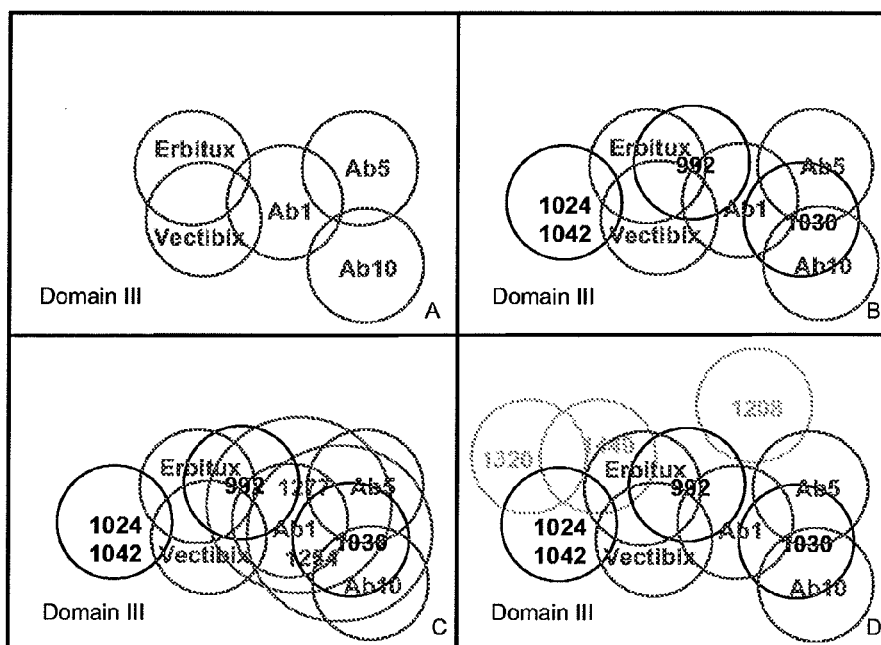 Erbitux
Ab5
Ab1
Vectibix
Ab10
Domain III
A
Erbitux
992
Ab5
1024
Ab1
1030
1042
Vectibix
Ab10
Domain III
B
Erbitux
992
1277
Ab5
1024
Ab1
1030
1042
Vectibix
1254
Ab10
Domain III
C
1208
1320
Erbitux
992
Ab5
1024
Ab1
1030
1042
Vectibix
Ab10
Domain III
D